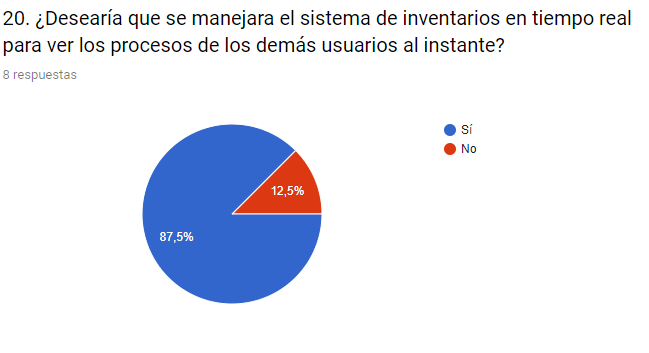 20. ¿Desearía que se manejara el sistema de inventarios en tiempo real
para ver los procesos de los demás usuarios al instante?
8 respuestas
Sí
No
12,5%
87,5%